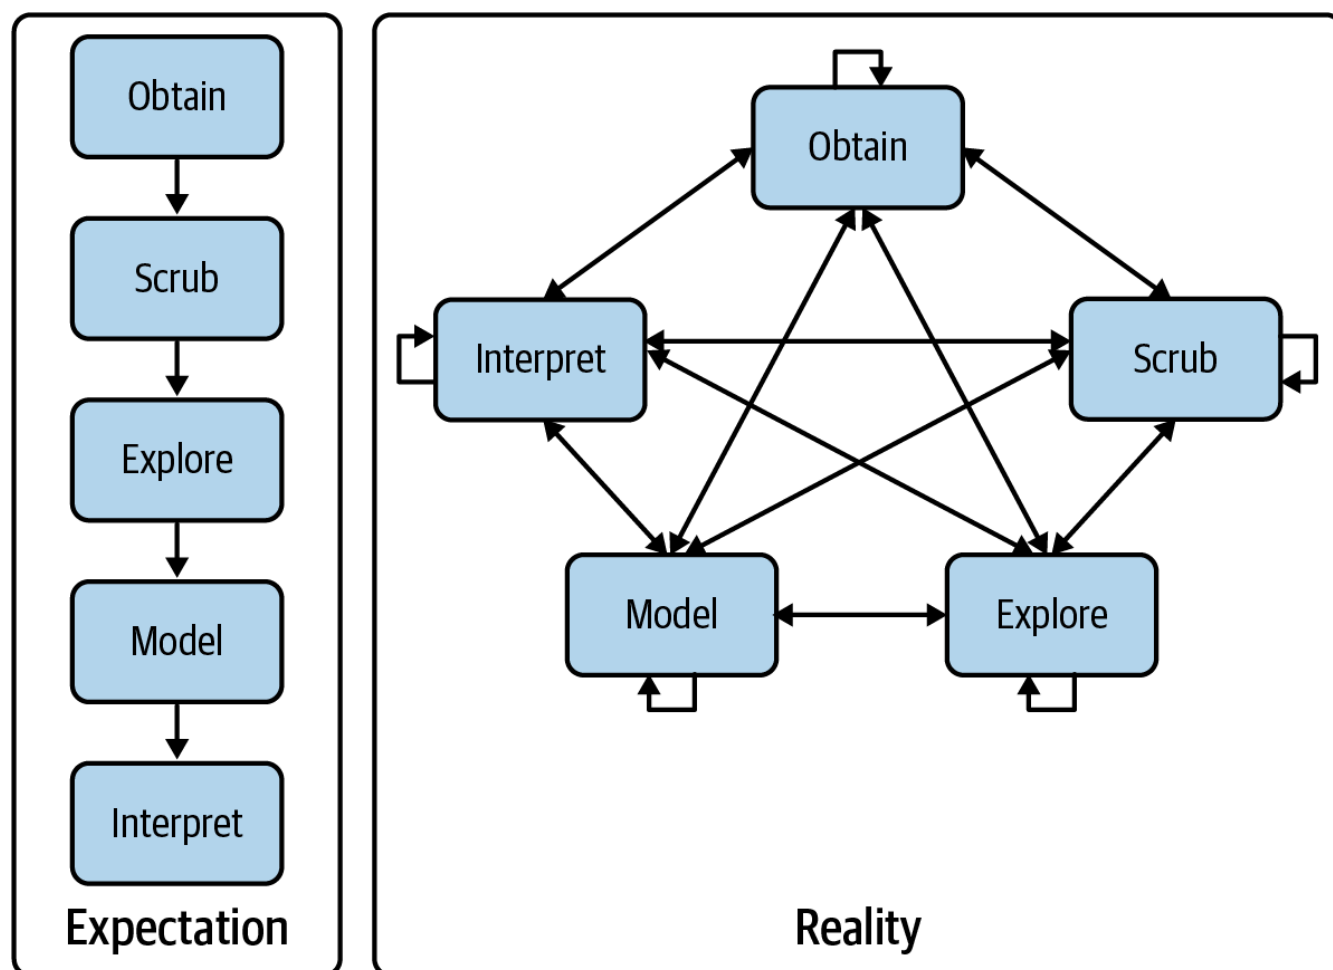 Obtain
Scrub
Explore
Model
Interpret
Expectation
Obtain
Interpret
Scrub
Model
Explore
Reality